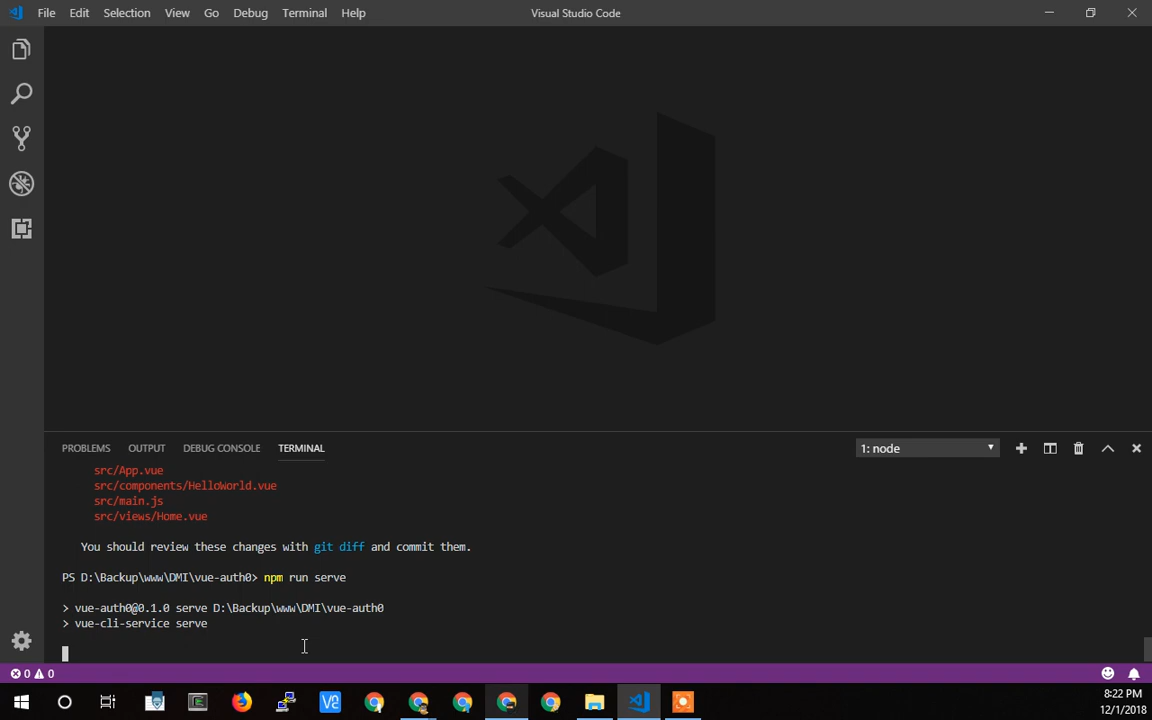 File Edit Selection View Go Debug Terminal Help
Visual Studio Code
PROBLEMS OUTPUT DEBUG CONSOLE TERMINAL
1: node
src/App.vue
src/components/HelloWorld.vue
src/main.js
src/views/Home.vue
You should review these changes with git diff and commit them.
PS D:\Backup\www\DMI\vue-auth0> npm run serve
> vue-auth0@0.1.0 serve D:\Backup\www\DMI\vue-auth0
> vue-cli-service serve
0 0
8:22 PM
12/1/2018